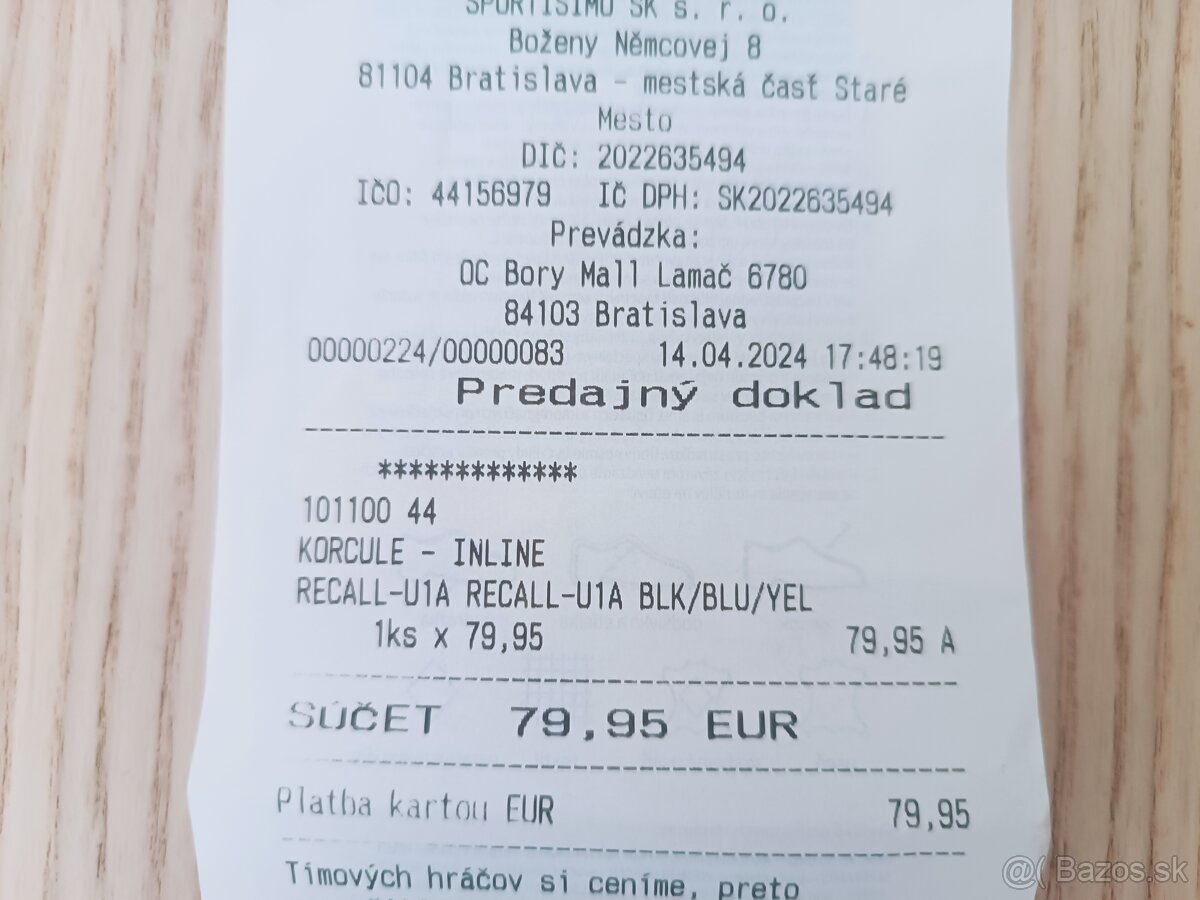 SPORTISIMO SK s. r. o.
Boženy Němcovej 8
81104 Bratislava - mestská časť Staré
Mesto
DIČ: 2022635494
IČO: 44156979 IČ DPH: SK2022635494
Prevádzka:
OC Bory Mall Lamač 6780
84103 Bratislava
00000224/00000083 14.04.2024 17:48:19
Predajný doklad
*************
101100 44
KORCULE - INLINE
RECALL-U1A RECALL-U1A BLK/BLU/YEL
1ks x 79,95 79,95 A
SÚČET 79,95 EUR
Platba kartou EUR 79,95
Tímových hráčov si ceníme, preto
@( Bazos.sk